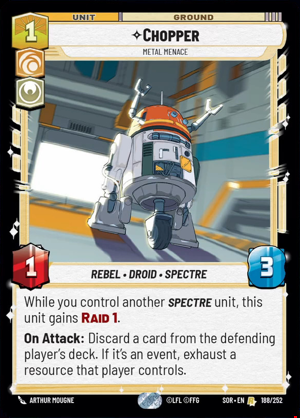 UNIT GROUND
1 ✧CHOPPER
METAL MENACE
1 3
REBEL • DROID • SPECTRE
While you control another SPECTRE unit, this
unit gains RAID 1.
On Attack: Discard a card from the defending
player's deck. If it's an event, exhaust a
resource that player controls.
ARTHUR MOUGNE ©LFL ©FFG SOR • EN R 188/252